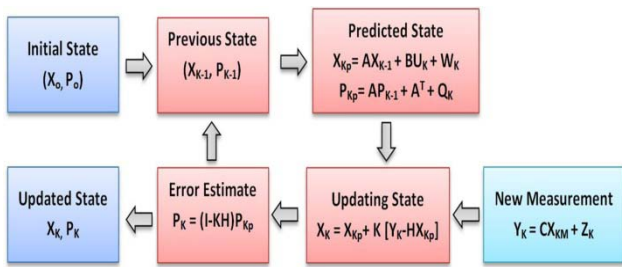 Initial State
(Xo, Po)
Previous State
(XK-1, PK-1)
Predicted State
XKp= AXK-1 + BUK + WK
PKp= APK-1 + AT + QK
Updated State
XK, PK
Error Estimate
PK = (I-KH)PKp
Updating State
XK = XKp+ K [YK-HXKp]
New Measurement
YK = CXKM + ZK